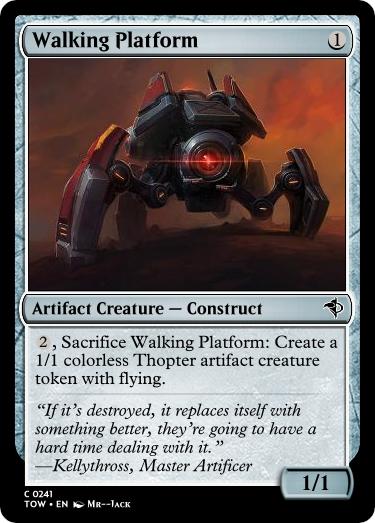 Walking Platform 1
Artifact Creature — Construct
2, Sacrifice Walking Platform: Create a
1/1 colorless Thopter artifact creature
token with flying.
“If it's destroyed, it replaces itself with
something better, they're going to have a
hard time dealing with it.”
—Kellythross, Master Artificer
1/1
C 0241
TOW • EN Mr--Jack